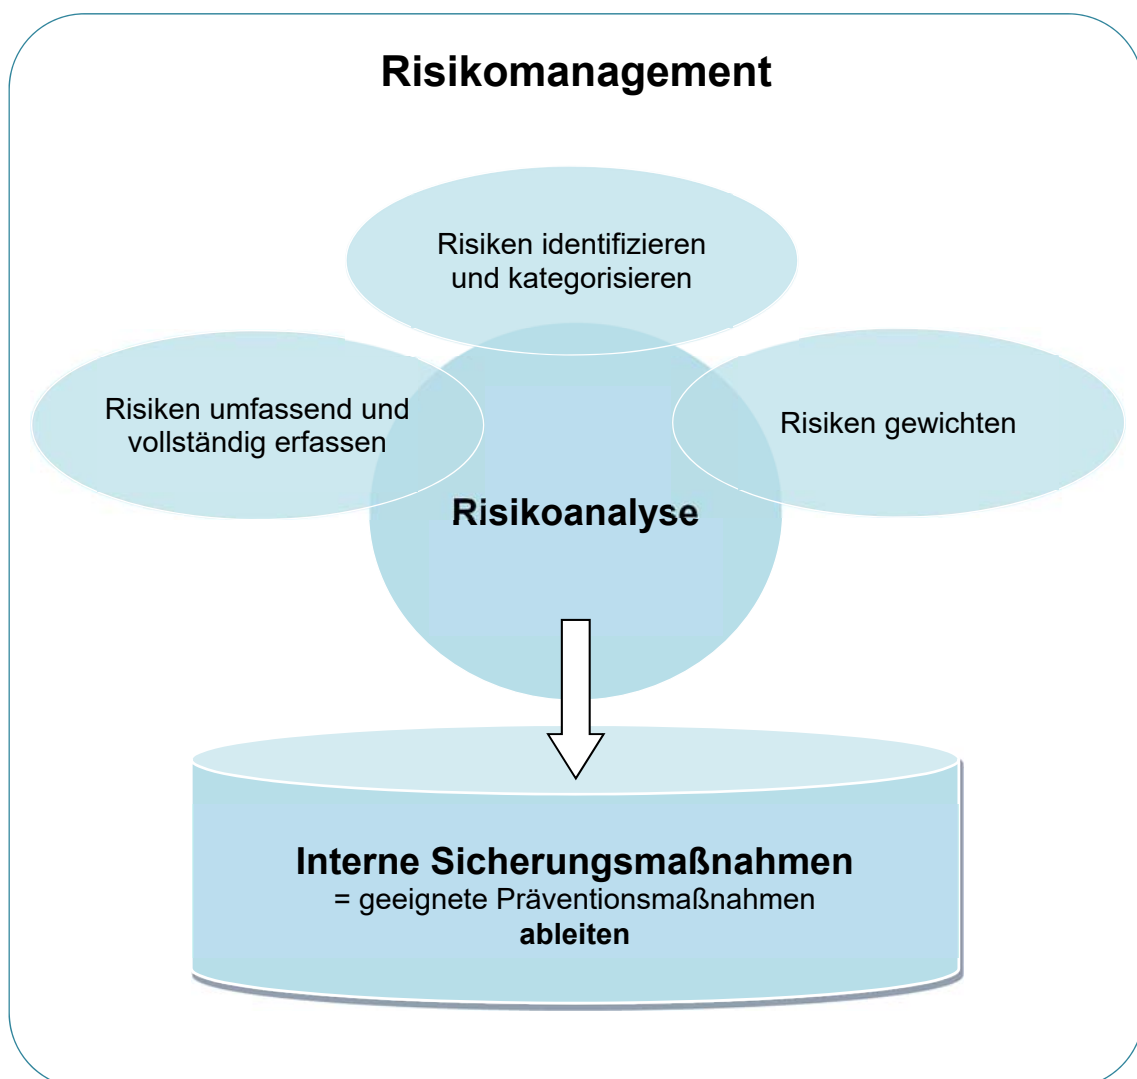 Risikomanagement
Risiken identifizieren
und kategorisieren
Risiken umfassend und
vollständig erfassen
Risiken gewichten
Risikoanalyse
Interne Sicherungsmaßnahmen
= geeignete Präventionsmaßnahmen
ableiten